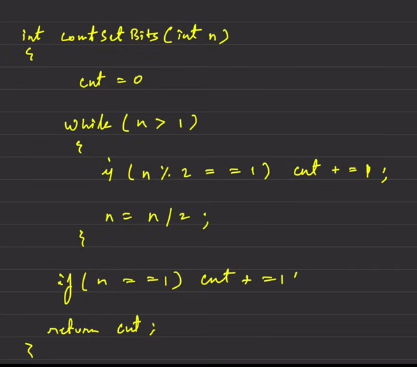 int countSetBits(int n)
{
cnt = 0
while (n > 1)
{
if (n % 2 = = 1) cnt + = 1;
n = n / 2 ;
}
if (n = = 1) cnt + = 1'
return cnt ;
}